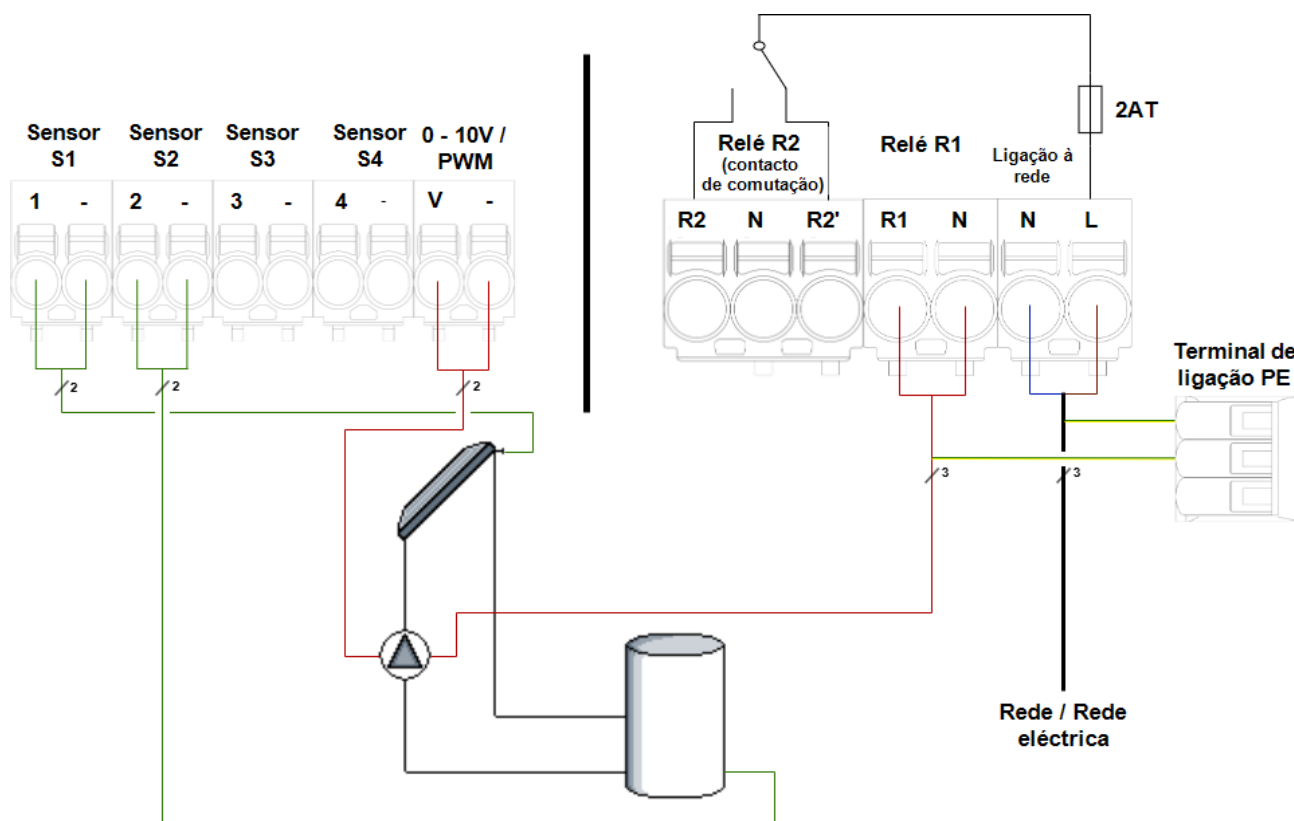 Sensor S1
Sensor S2
Sensor S3
Sensor S4
0 - 10V / PWM
1 - 2 - 3 - 4 - V -
Relé R2
(contacto
de comutação)
Relé R1
Ligação à
rede
2AT
R2 N R2' R1 N N L
2
2
2
Terminal de
ligação PE
3
3
Rede / Rede
eléctrica